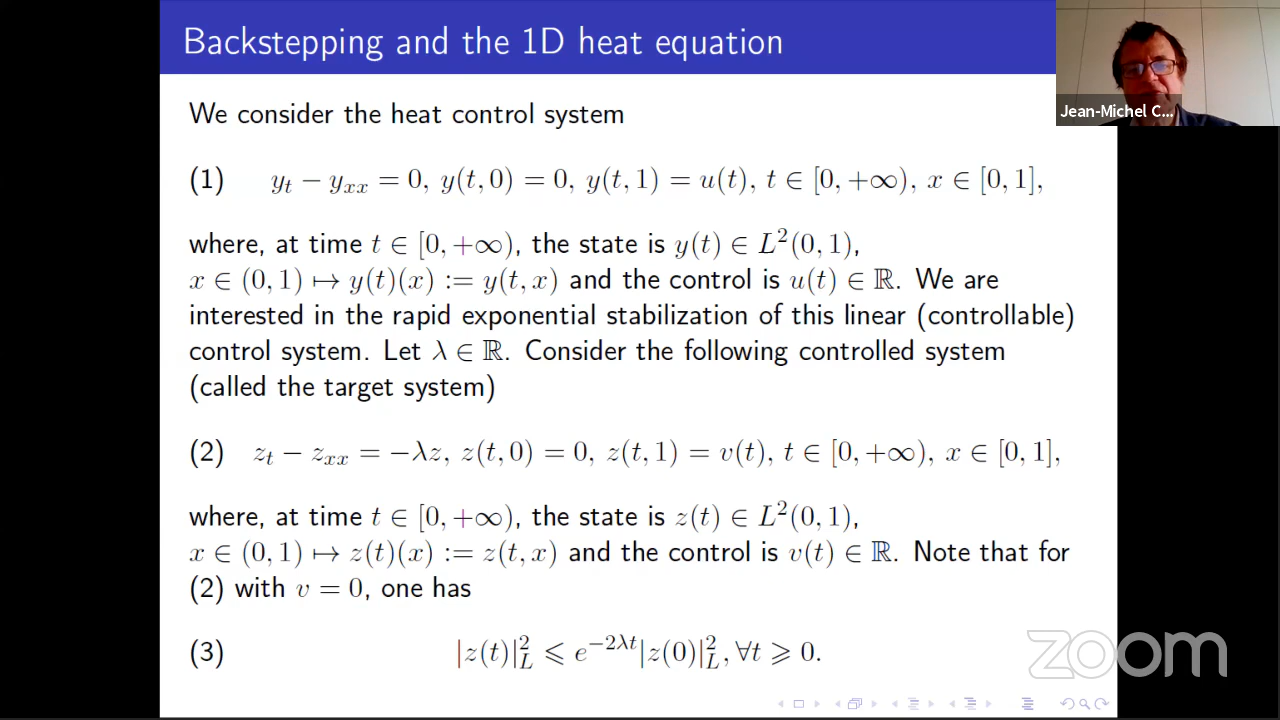 Backstepping and the 1D heat equation
Jean-Michel C...
We consider the heat control system
(1) y_t − y_{xx} = 0, y(t, 0) = 0, y(t, 1) = u(t), t ∈ [0, +∞), x ∈ [0, 1],
where, at time t ∈ [0, +∞), the state is y(t) ∈ L²(0, 1),
x ∈ (0, 1) ↦ y(t)(x) := y(t, x) and the control is u(t) ∈ ℝ. We are
interested in the rapid exponential stabilization of this linear (controllable)
control system. Let λ ∈ ℝ. Consider the following controlled system
(called the target system)
(2) z_t − z_{xx} = −λz, z(t, 0) = 0, z(t, 1) = v(t), t ∈ [0, +∞), x ∈ [0, 1],
where, at time t ∈ [0, +∞), the state is z(t) ∈ L²(0, 1),
x ∈ (0, 1) ↦ z(t)(x) := z(t, x) and the control is v(t) ∈ ℝ. Note that for
(2) with v = 0, one has
(3) |z(t)|²_L ⩽ e^{−2λt}|z(0)|²_L, ∀t ⩾ 0.
zoom